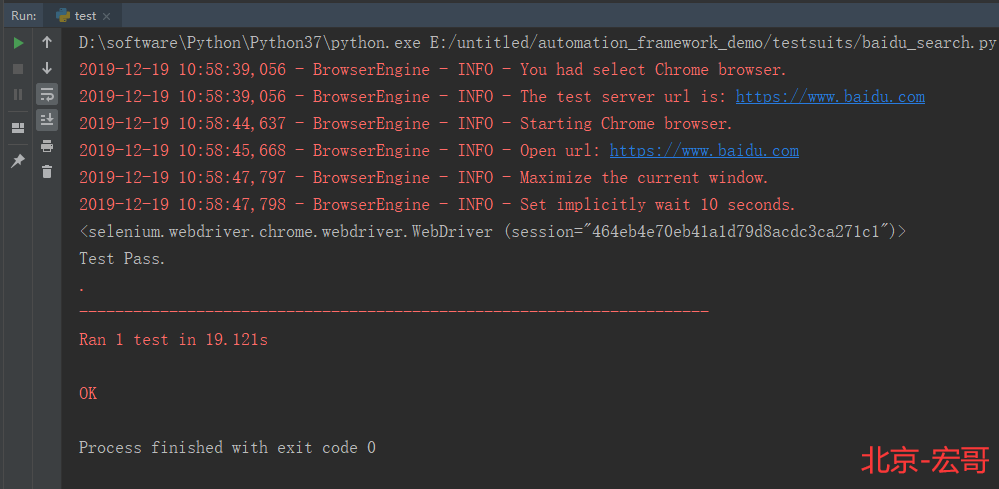 Run: test
D:\software\Python\Python37\python.exe E:/untitled/automation_framework_demo/testsuits/baidu_search.py
2019-12-19 10:58:39,056 - BrowserEngine - INFO - You had select Chrome browser.
2019-12-19 10:58:39,056 - BrowserEngine - INFO - The test server url is: https://www.baidu.com
2019-12-19 10:58:44,637 - BrowserEngine - INFO - Starting Chrome browser.
2019-12-19 10:58:45,668 - BrowserEngine - INFO - Open url: https://www.baidu.com
2019-12-19 10:58:47,797 - BrowserEngine - INFO - Maximize the current window.
2019-12-19 10:58:47,798 - BrowserEngine - INFO - Set implicitly wait 10 seconds.
<selenium.webdriver.chrome.webdriver.WebDriver (session="464eb4e70eb41a1d79d8acdc3ca271c1")>
Test Pass.
.
----------------------------------------------------------------------
Ran 1 test in 19.121s
OK
Process finished with exit code 0
北京-宏哥